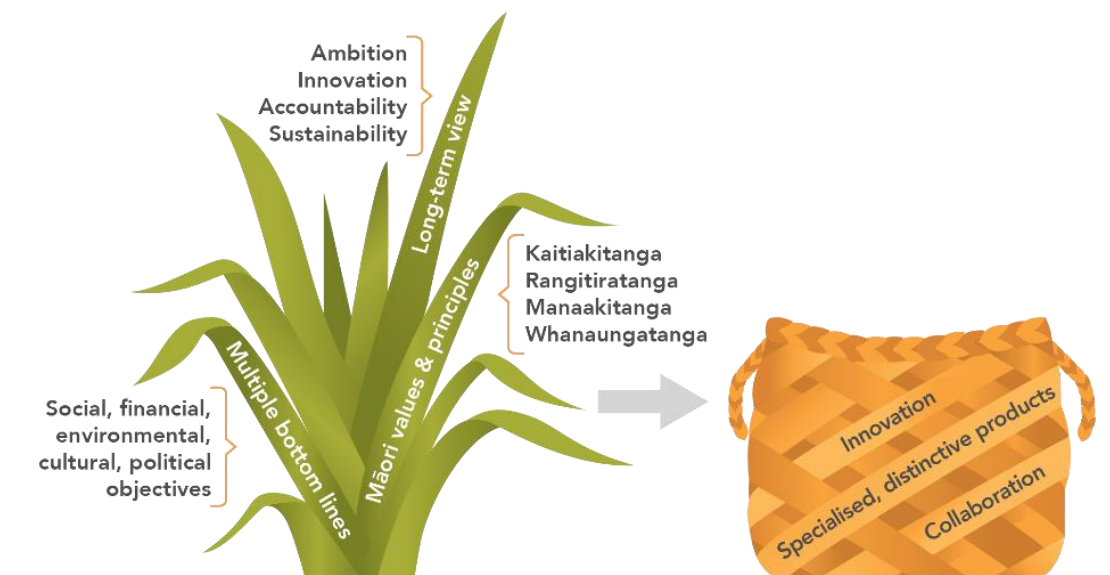 Ambition
Innovation
Accountability
Sustainability
Long-term view
Kaitiakitanga
Rangitiratanga
Manaakitanga
Whanaungatanga
Māori values & principles
Multiple bottom lines
Social, financial,
environmental,
cultural, political
objectives
Innovation
Specialised, distinctive products
Collaboration